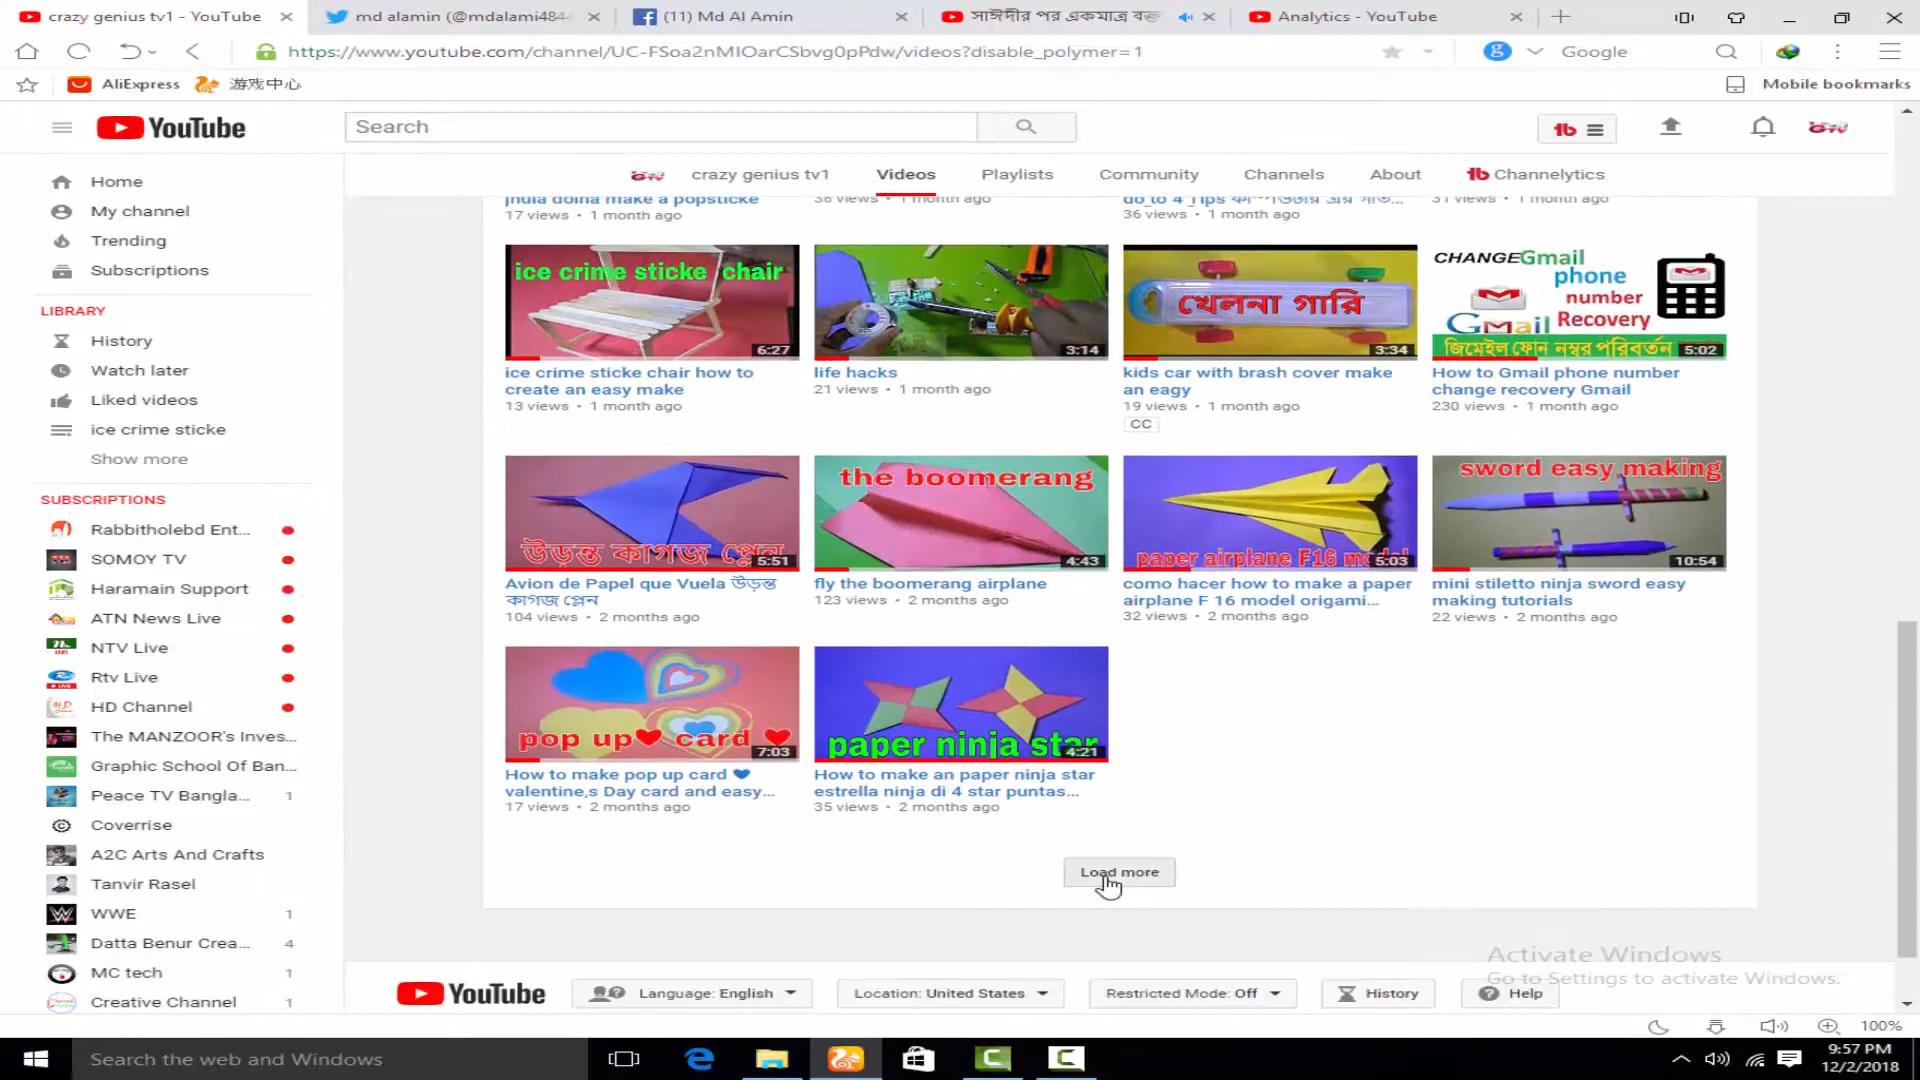 crazy genius tv1 - YouTube
md alamin (@mdalami4844
(11) Md Al Amin
সাঈদীর পর একমাত্র বক্ত
Analytics - YouTube
https://www.youtube.com/channel/UC-FSoa2nMIOarCSbvg0pPdw/videos?disable_polymer=1
Google
AliExpress
游戏中心
Mobile bookmarks
YouTube
Search
crazy genius tv1
Videos
Playlists
Community
Channels
About
Channelytics
Home
My channel
Trending
Subscriptions
LIBRARY
History
Watch later
Liked videos
ice crime sticke
Show more
SUBSCRIPTIONS
Rabbitholebd Ent...
SOMOY TV
Haramain Support
ATN News Live
NTV Live
Rtv Live
HD Channel
The MANZOOR's Inves...
Graphic School Of Ban...
Peace TV Bangla... 1
Coverrise
A2C Arts And Crafts
Tanvir Rasel
WWE 1
Datta Benur Crea... 4
MC tech 1
Creative Channel 1
jhula dolna make a popsticke
17 views • 1 month ago
38 views • 1 month ago
36 views • 1 month ago
31 views • 1 month ago
ice crime sticke chair
6:27
ice crime sticke chair how to
create an easy make
13 views • 1 month ago
3:14
life hacks
21 views • 1 month ago
খেলনা গারি
3:34
kids car with brash cover make
an eagy
19 views • 1 month ago
CC
CHANGE Gmail
phone
number
Gmail Recovery
জিমেইল ফোন নম্বর পরিবর্তন
5:02
How to Gmail phone number
change recovery Gmail
230 views • 1 month ago
উড়ন্ত কাগজ প্লেন
5:51
Avion de Papel que Vuela উড়ন্ত
কাগজ প্লেন
104 views • 2 months ago
the boomerang
4:43
fly the boomerang airplane
123 views • 2 months ago
paper airplane F16 model
5:03
como hacer how to make a paper
airplane F 16 model origami...
32 views • 2 months ago
sword easy making
10:54
mini stiletto ninja sword easy
making tutorials
22 views • 2 months ago
pop up card
7:03
How to make pop up card
valentine,s Day card and easy...
17 views • 2 months ago
paper ninja star
4:21
How to make an paper ninja star
estrella ninja di 4 star puntas...
35 views • 2 months ago
Load more
Activate Windows
Go to Settings to activate Windows.
YouTube
Language: English
Location: United States
Restricted Mode: Off
History
Help
100%
Search the web and Windows
9:57 PM
12/2/2018